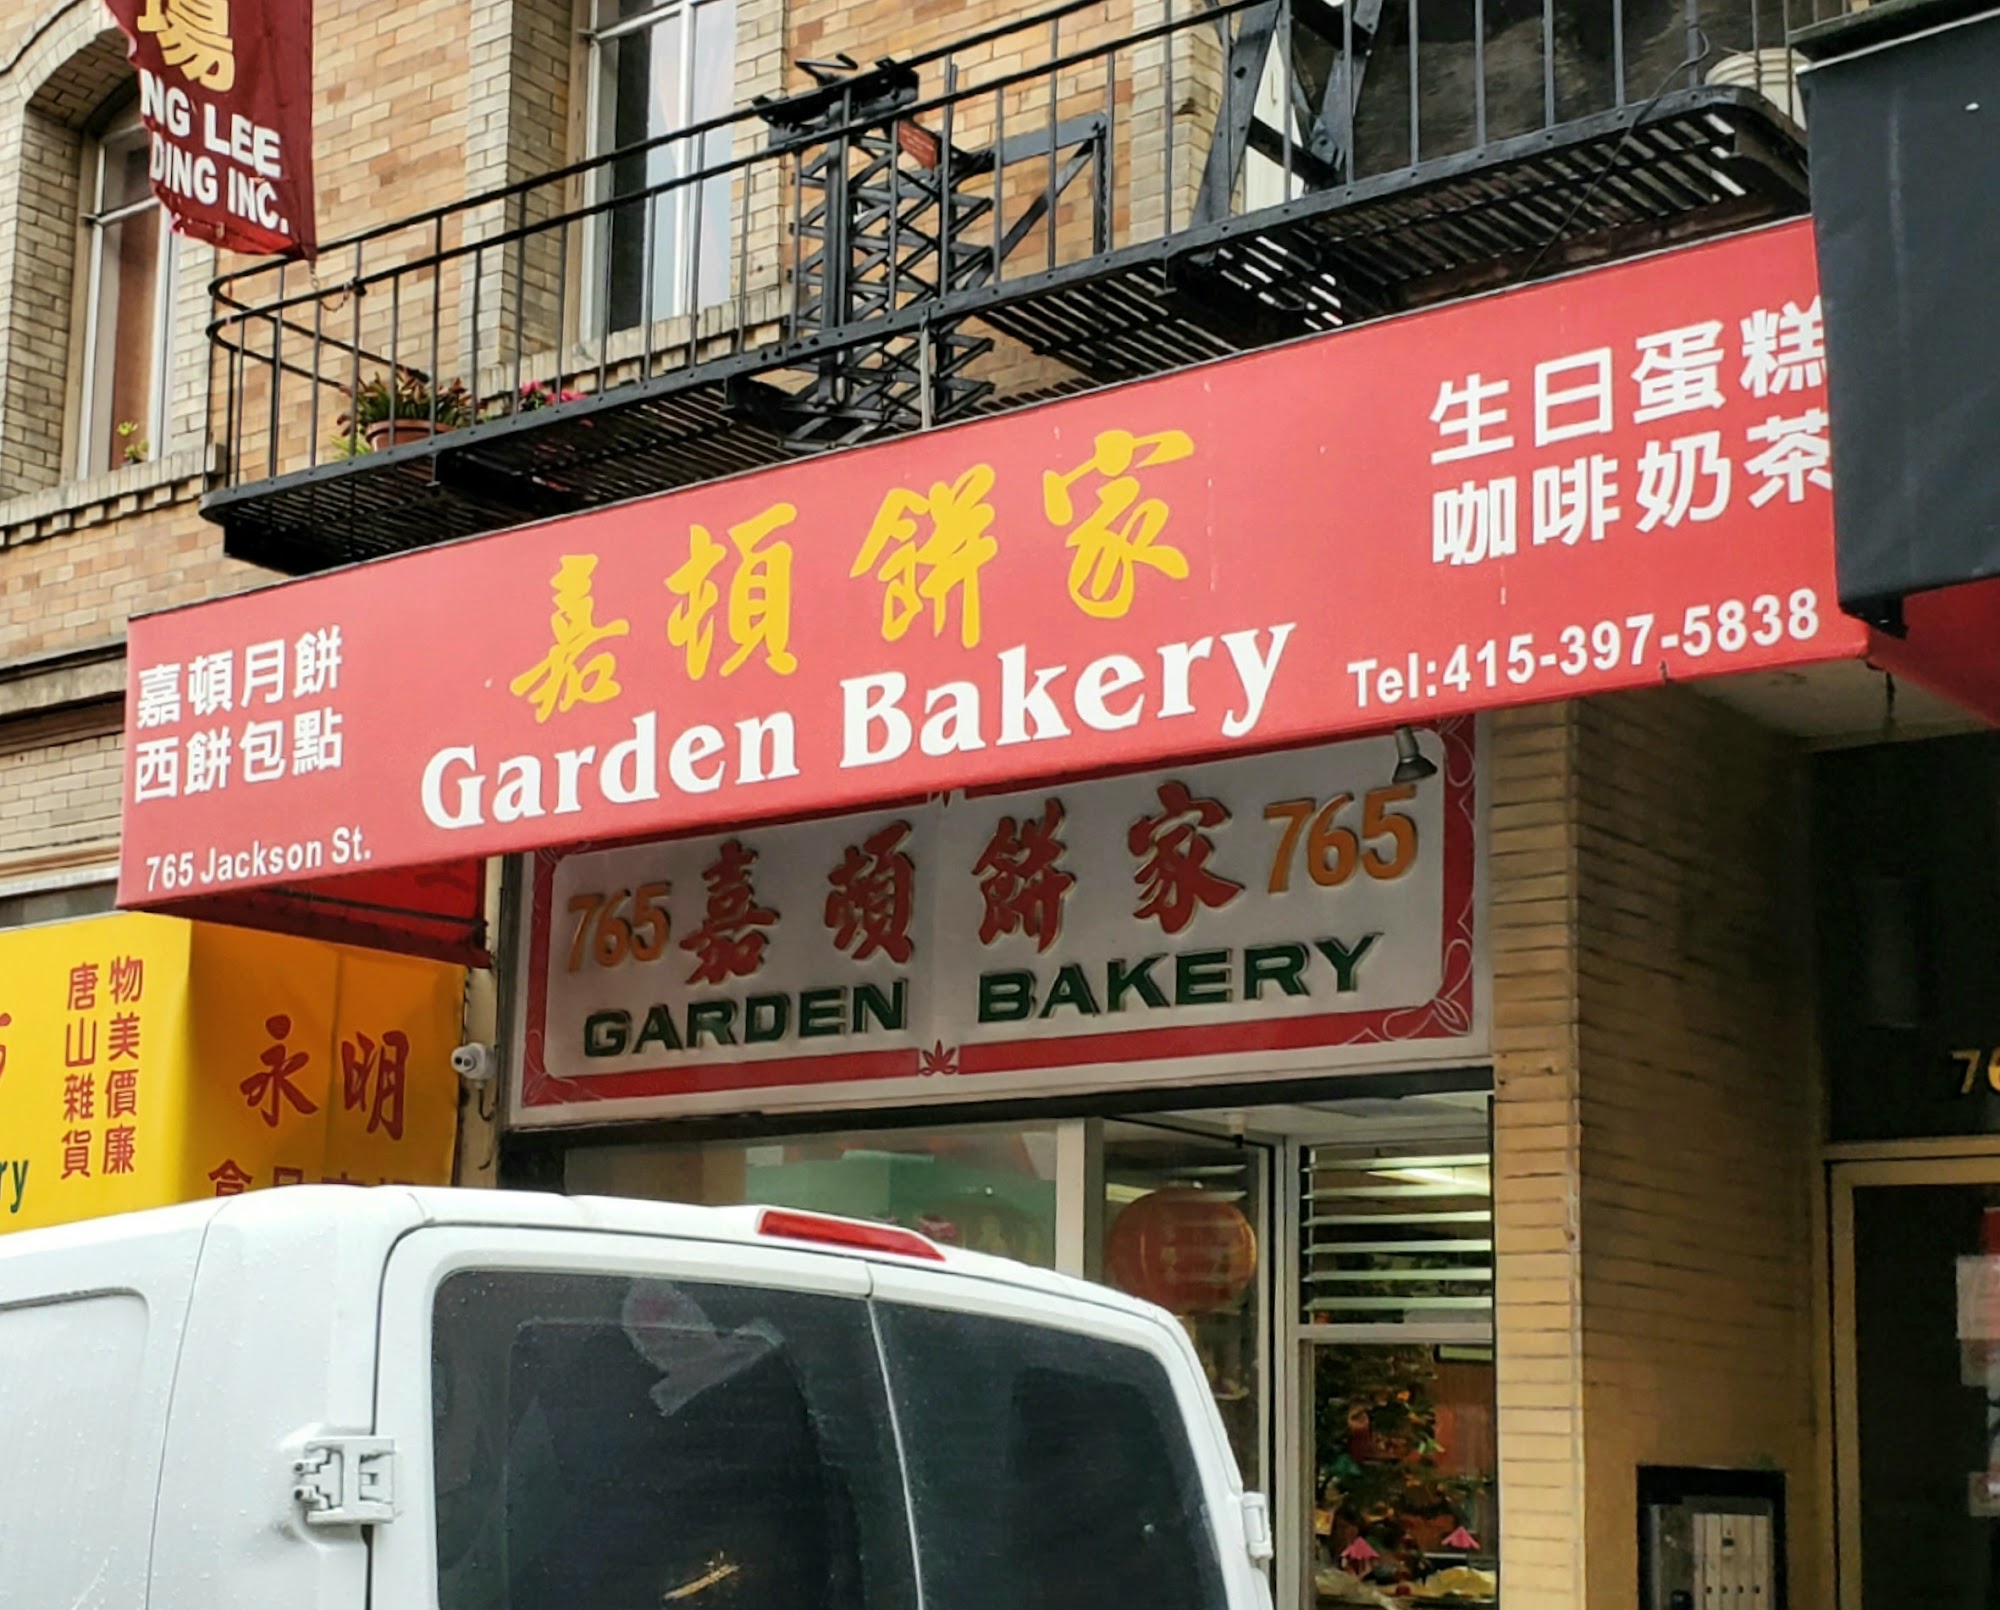 場
NG LEE
DING INC.
嘉頓餅家
Garden Bakery
嘉頓月餅
西餅包點
765 Jackson St.
生日蛋糕
咖啡奶茶
Tel:415-397-5838
765 嘉頓餅家 765
GARDEN BAKERY
物美價廉
唐山雜貨
永明
ry